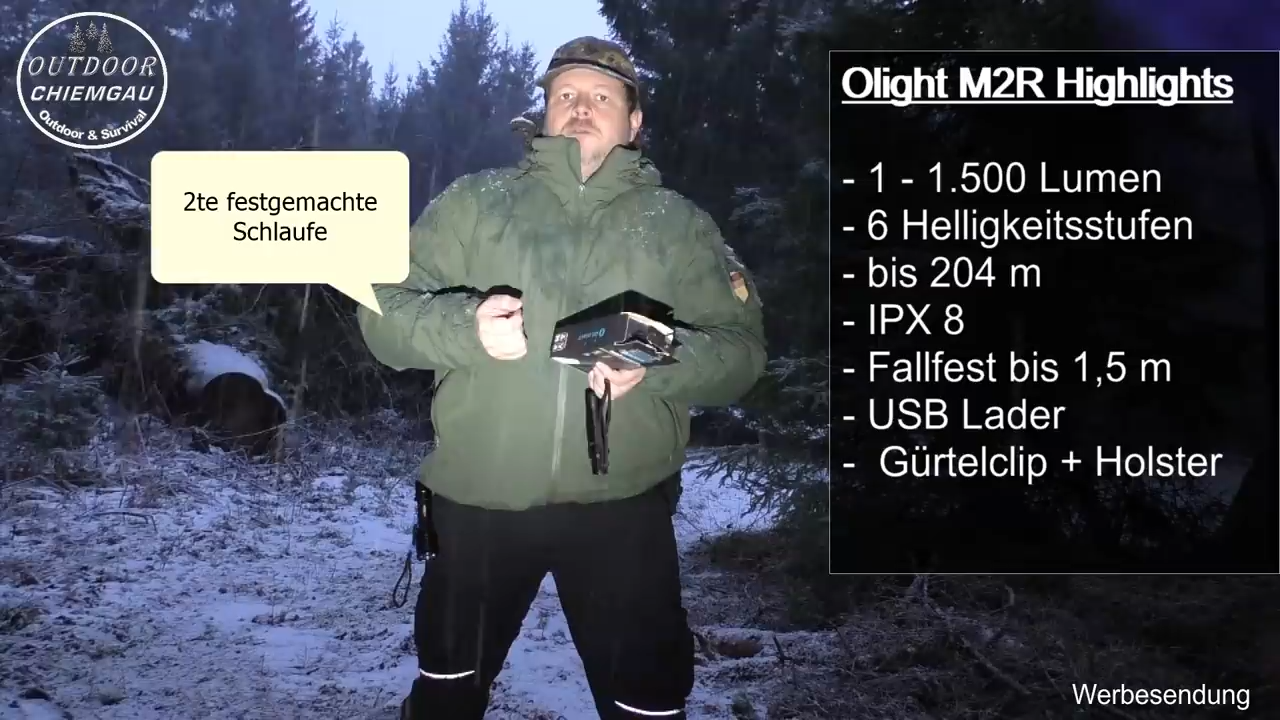 OUTDOOR
CHIEMGAU
Outdoor & Survival
2te festgemachte
Schlaufe
Olight M2R Highlights
- 1 - 1.500 Lumen
- 6 Helligkeitsstufen
- bis 204 m
- IPX 8
- Fallfest bis 1,5 m
- USB Lader
- Gürtelclip + Holster
Werbesendung